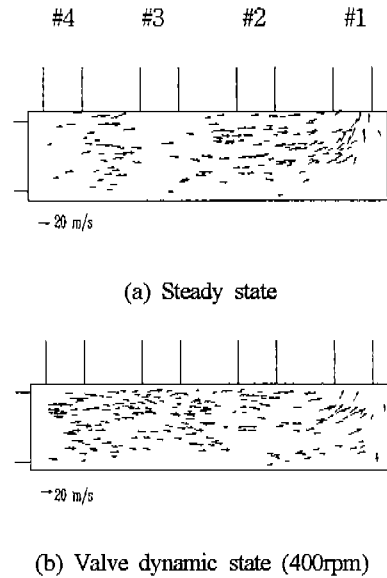 #4 #3 #2 #1
→ 20 m/s
(a) Steady state
→ 20 m/s
(b) Valve dynamic state (400rpm)